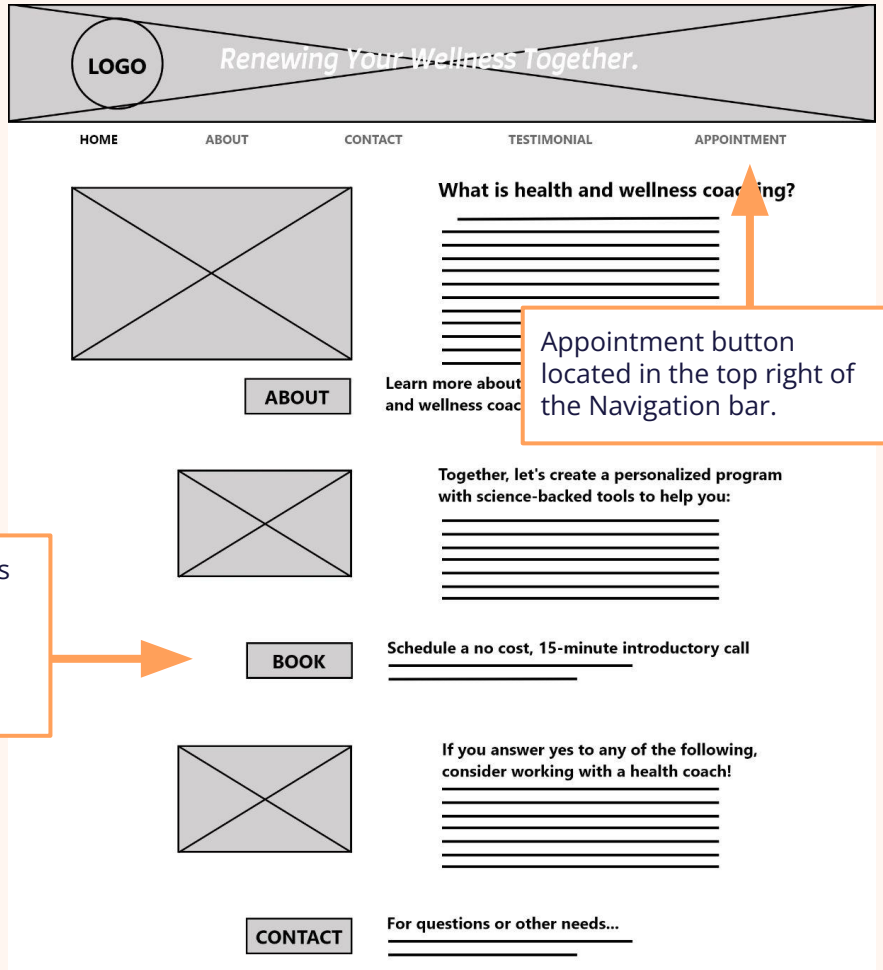 LOGO
Renewing Your Wellness Together.
HOME ABOUT CONTACT TESTIMONIAL APPOINTMENT
What is health and wellness coaching?
Appointment button
located in the top right of
the Navigation bar.
ABOUT
Learn more about
and wellness
Together, let's create a personalized program
with science-backed tools to help you:
BOOK
Schedule a no cost, 15-minute introductory call
If you answer yes to any of the following,
consider working with a health coach!
CONTACT
For questions or other needs...